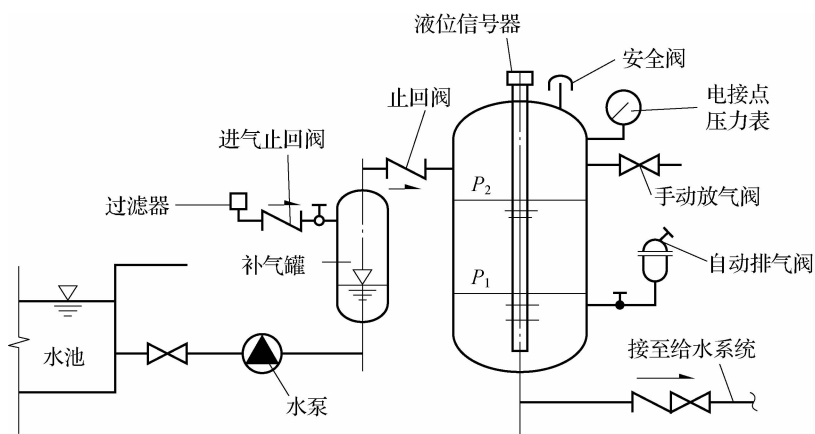 液位信号器
安全阀
止回阀
电接点
压力表
进气止回阀
P2
手动放气阀
过滤器
补气罐
P1
自动排气阀
水池
接至给水系统
水泵